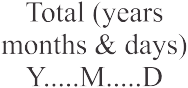 Total (years
months & days)
Y.....M.....D